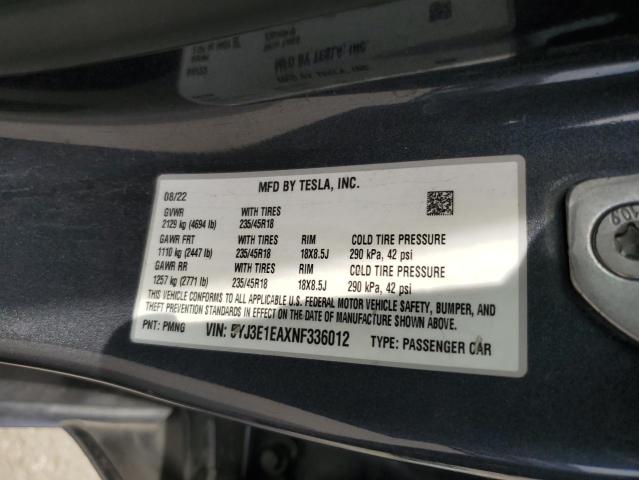 MFD BY TESLA, INC.
08/22
GVWR WITH TIRES
2129 kg (4694 lb) 235/45R18
GAWR FRT WITH TIRES RIM COLD TIRE PRESSURE
1110 kg (2447 lb) 235/45R18 18X8.5J 290 kPa, 42 psi
GAWR RR WITH TIRES RIM COLD TIRE PRESSURE
1257 kg (2771 lb) 235/45R18 18X8.5J 290 kPa, 42 psi
THIS VEHICLE CONFORMS TO ALL APPLICABLE U.S. FEDERAL MOTOR VEHICLE SAFETY, BUMPER, AND
THEFT PREVENTION STANDARDS IN EFFECT ON THE DATE OF MANUFACTURE SHOWN ABOVE.
PNT: PMNG VIN: 5YJ3E1EAXNF336012 TYPE: PASSENGER CAR